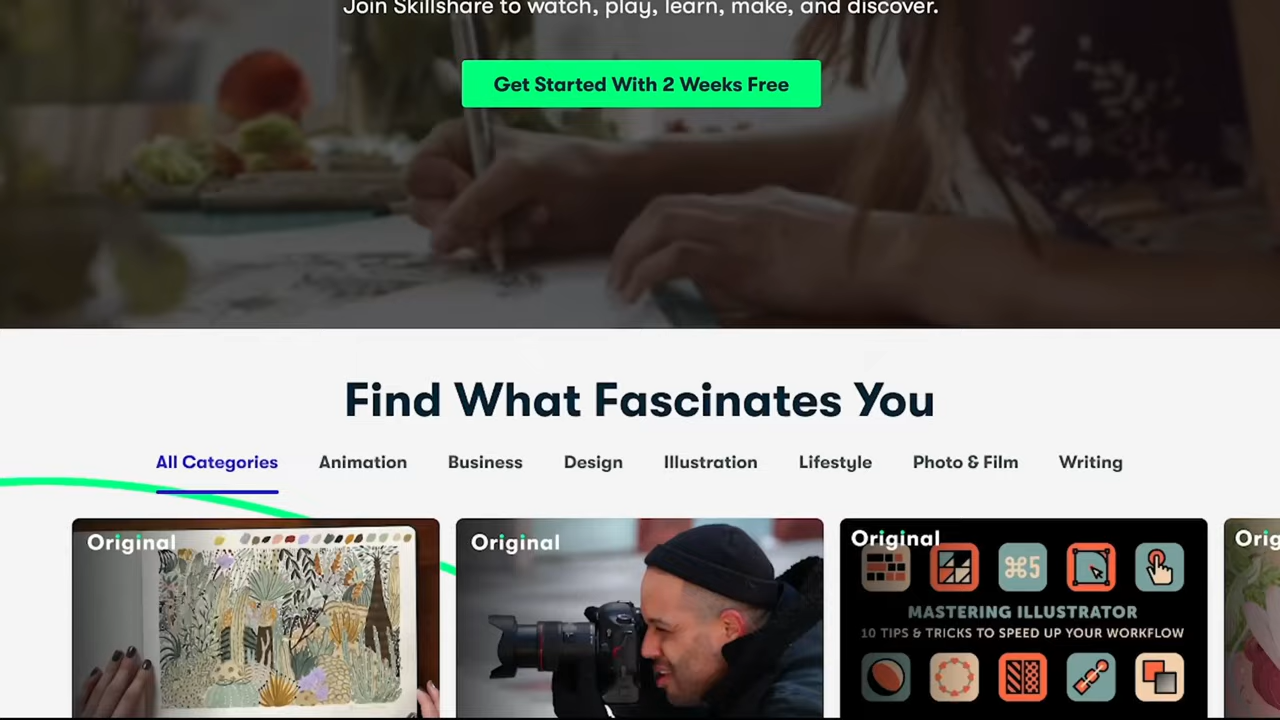 Join Skillshare to watch, play, learn, make, and discover.
Get Started With 2 Weeks Free
Find What Fascinates You
All Categories Animation Business Design Illustration Lifestyle Photo & Film Writing
Original Original Original Orig
⌘5
MASTERING ILLUSTRATOR
10 TIPS & TRICKS TO SPEED UP YOUR WORKFLOW